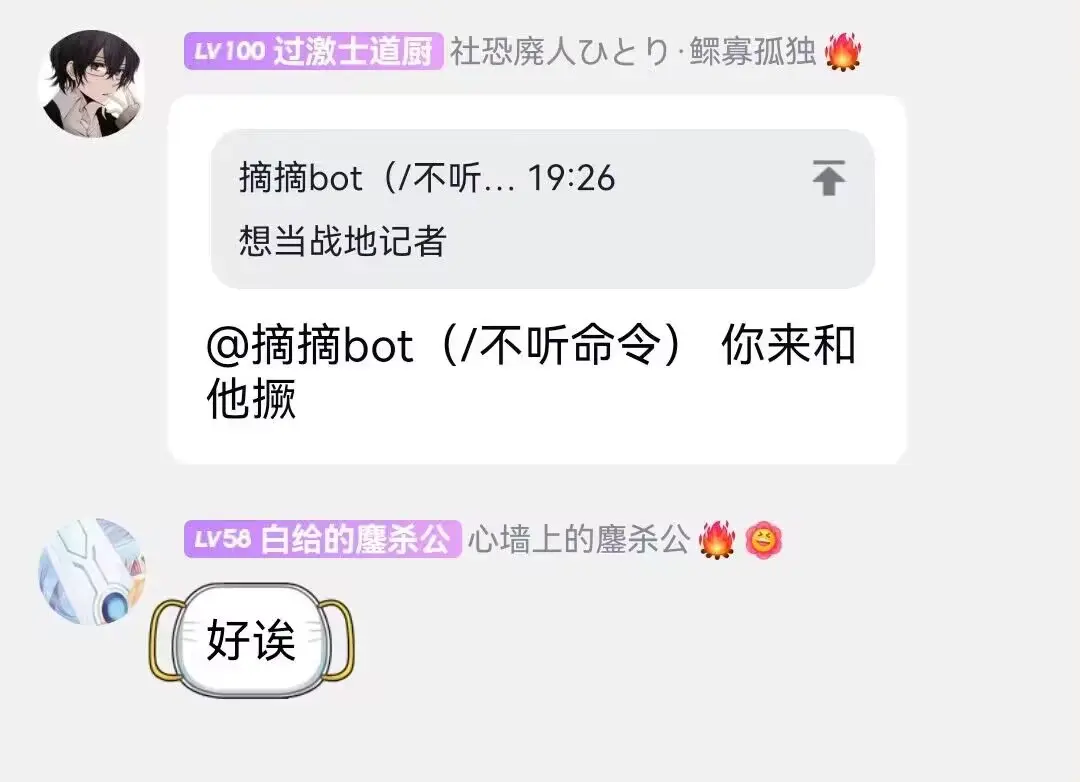 LV100 过激士道厨 社恐廃人ひとり·鳏寡孤独
摘摘bot（/不听... 19:26
想当战地记者
@摘摘bot（/不听命令） 你来和
他撅
LV58 白给的鏖杀公 心墙上的鏖杀公
好诶